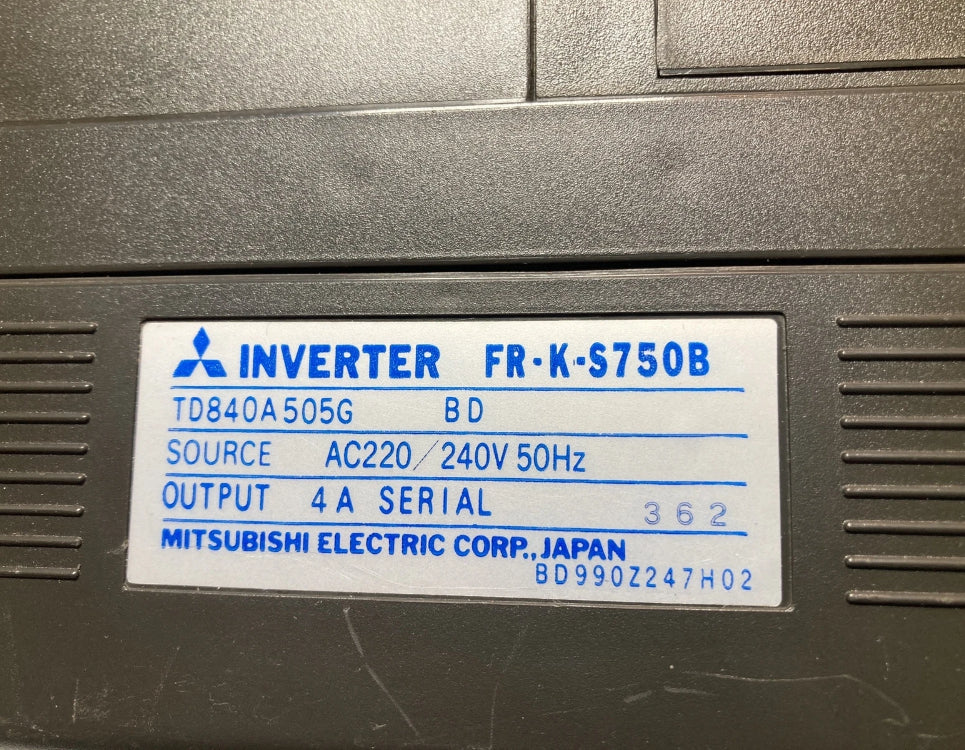 INVERTER FR-K-S750B
TD840A505G BD
SOURCE AC220/240V 50Hz
OUTPUT 4A SERIAL 362
MITSUBISHI ELECTRIC CORP., JAPAN
BD990Z247H02